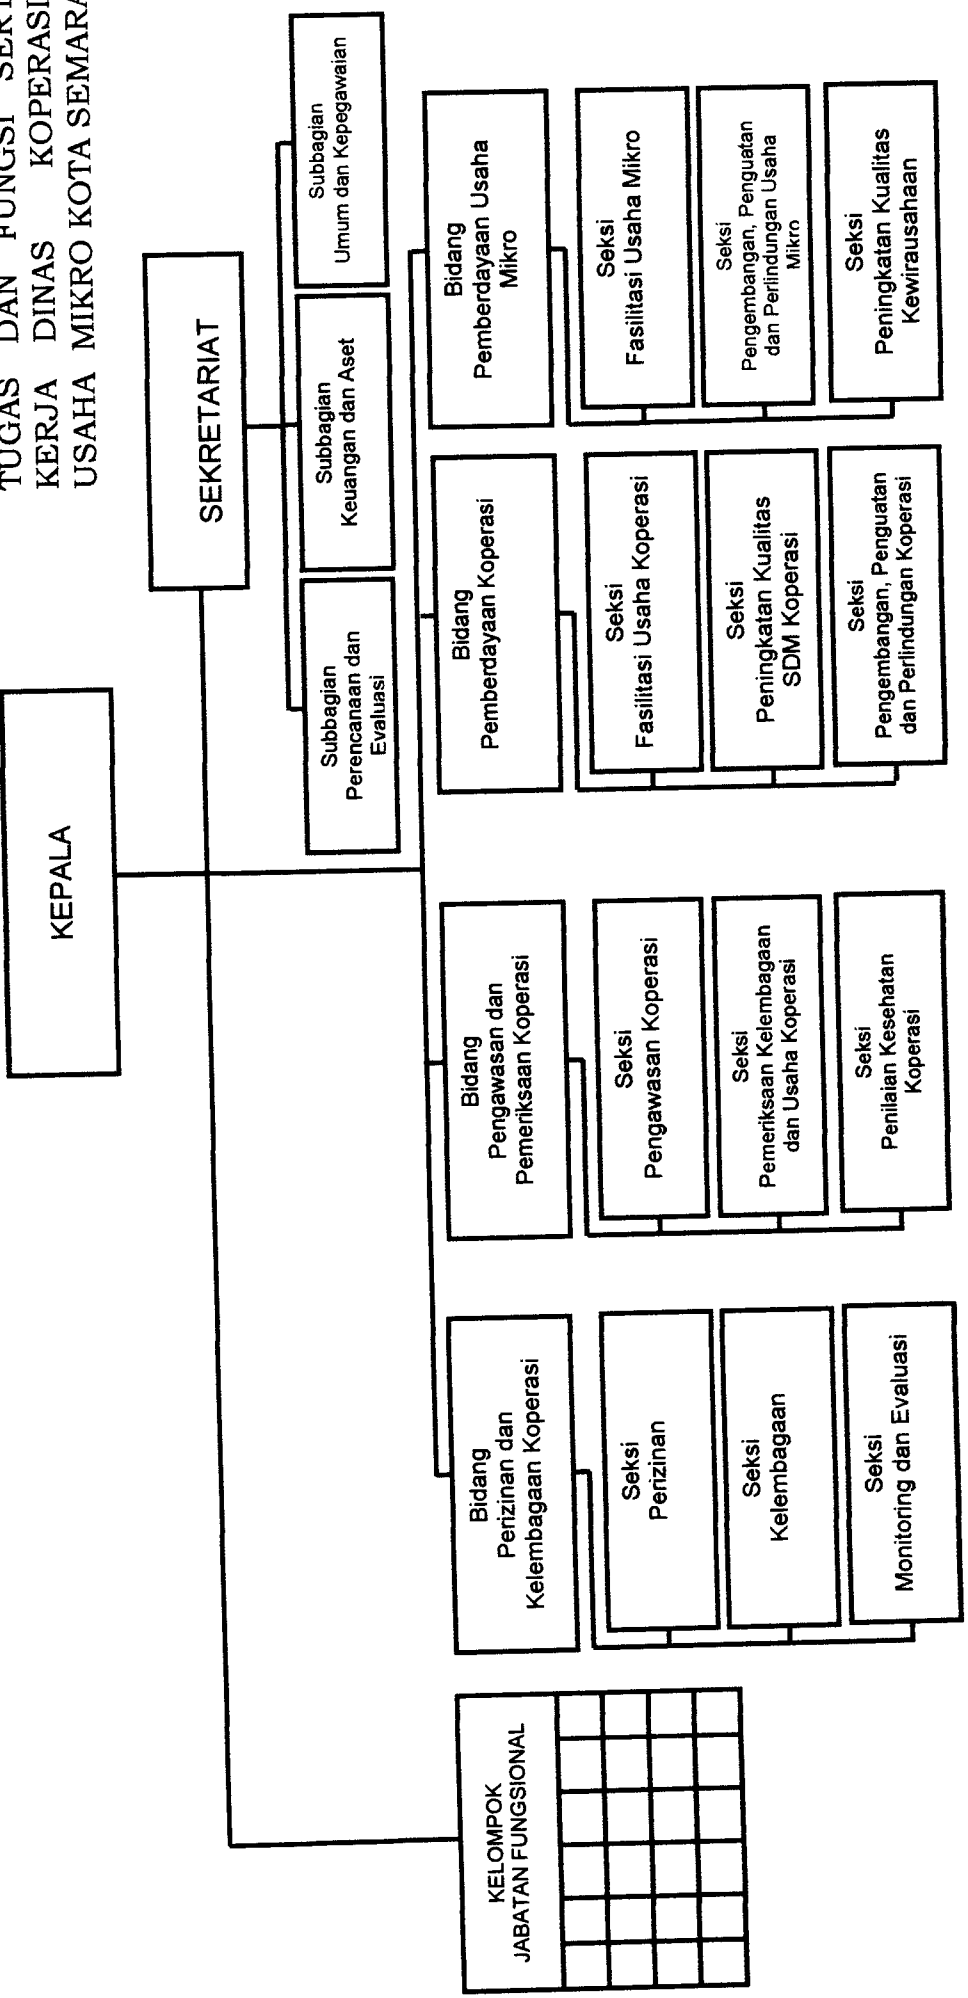 TUGAS DAN FUNGSI
KERJA DINAS KOPERASI
USAHA MIKRO KOTA
KEPALA
SEKRETARIAT
Subbagian
Perencanaan dan
Evaluasi
Subbagian
Keuangan dan Aset
Subbagian
Umum dan Kepegawaian
KELOMPOK
JABATAN FUNGSIONAL
Bidang
Perizinan dan
Kelembagaan Koperasi
Seksi
Perizinan
Seksi
Kelembagaan
Seksi
Monitoring dan Evaluasi
Bidang
Pengawasan dan
Pemeriksaan Koperasi
Seksi
Pengawasan Koperasi
Seksi
Pemeriksaan Kelembagaan
dan Usaha Koperasi
Seksi
Penilaian Kesehatan
Koperasi
Bidang
Pemberdayaan Koperasi
Seksi
Fasilitasi Usaha Koperasi
Seksi
Peningkatan Kualitas
SDM Koperasi
Seksi
Pengembangan, Penguatan
dan Perlindungan Koperasi
Bidang
Pemberdayaan Usaha
Mikro
Seksi
Fasilitasi Usaha Mikro
Seksi
Pengembangan, Penguatan
dan Perlindungan Usaha
Mikro
Seksi
Peningkatan Kualitas
Kewirausahaan